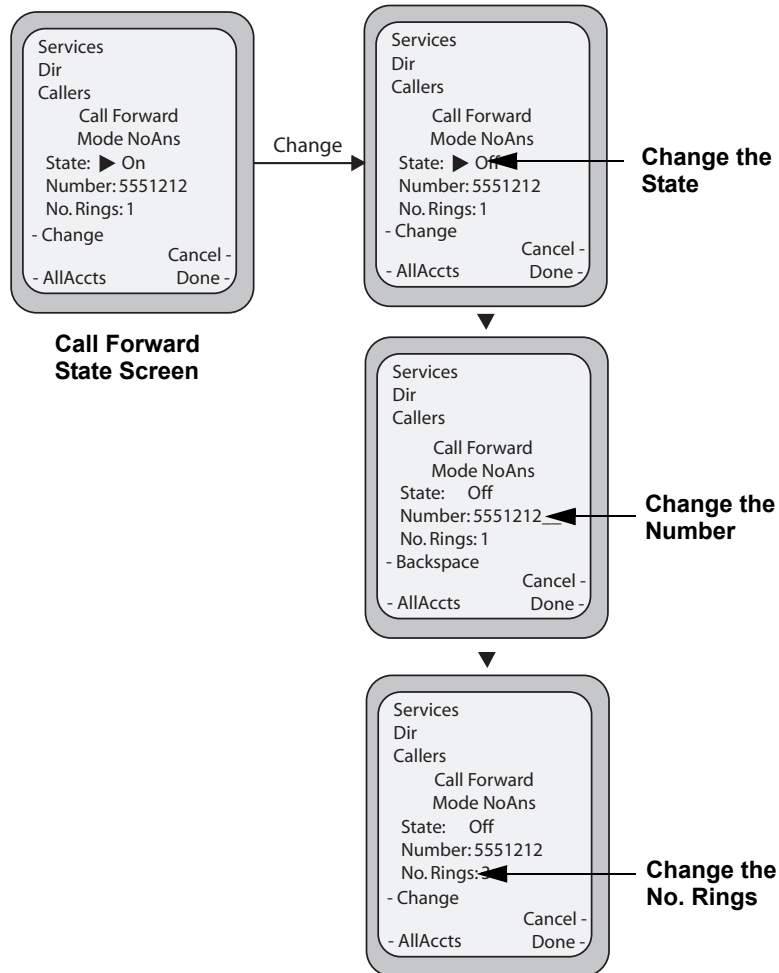 Services
Dir
Callers
Call Forward
Mode NoAns
State: ▶ On
Number: 5551212
No. Rings: 1
- Change
Cancel -
- AllAccts Done -
Call Forward
State Screen
Change
Services
Dir
Callers
Call Forward
Mode NoAns
State: ▶ Off
Number: 5551212
No. Rings: 1
- Change
Cancel -
- AllAccts Done -
Change the
State
Services
Dir
Callers
Call Forward
Mode NoAns
State: Off
Number: 5551212__
No. Rings: 1
- Backspace
Cancel -
- AllAccts Done -
Change the
Number
Services
Dir
Callers
Call Forward
Mode NoAns
State: Off
Number: 5551212
No. Rings: 3
- Change
Cancel -
- AllAccts Done -
Change the
No. Rings